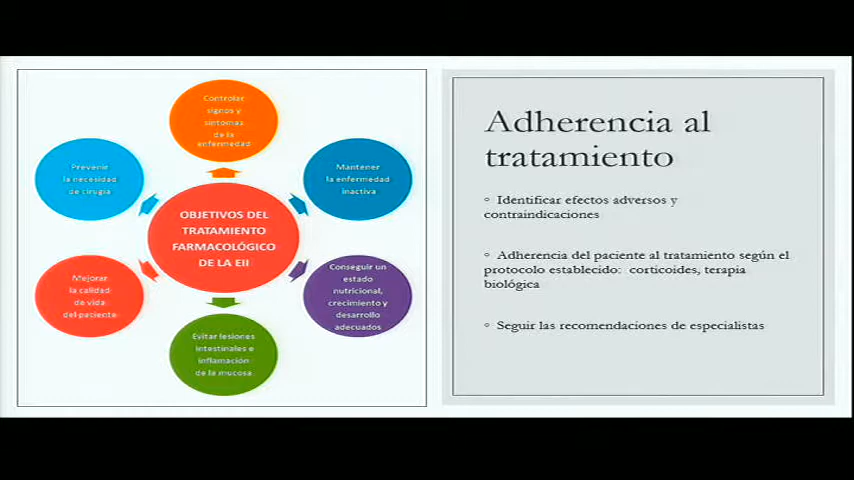 Controlar
signos y
síntomas
de la
enfermedad
Prevenir
la necesidad
de cirugía
Mantener
la enfermedad
inactiva
OBJETIVOS DEL
TRATAMIENTO
FARMACOLÓGICO
DE LA EII
Mejorar
la calidad
de vida
del paciente
Conseguir un
estado
nutricional,
crecimiento y
desarrollo
adecuados
Evitar lesiones
intestinales e
inflamación
de la mucosa
Adherencia al
tratamiento
◦ Identificar efectos adversos y
contraindicaciones
◦ Adherencia del paciente al tratamiento según el
protocolo establecido: corticoides, terapia
biológica
◦ Seguir las recomendaciones de especialistas